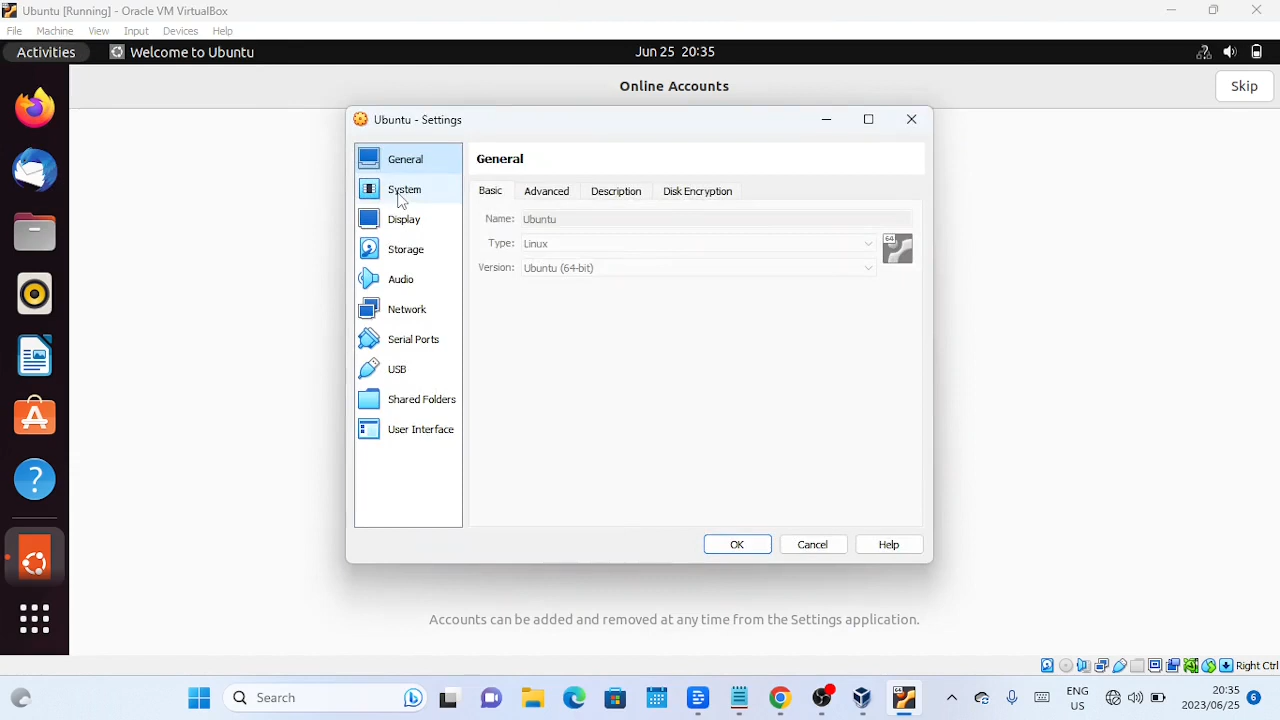 Ubuntu [Running] - Oracle VM VirtualBox
File Machine View Input Devices Help
Activities Welcome to Ubuntu Jun 25 20:35
Online Accounts Skip
Ubuntu - Settings
General
System
Display
Storage
Audio
Network
Serial Ports
USB
Shared Folders
User Interface
General
Basic Advanced Description Disk Encryption
Name: Ubuntu
Type: Linux
64
Version: Ubuntu (64-bit)
OK Cancel Help
Accounts can be added and removed at any time from the Settings application.
Right Ctrl
Search
ENG
US
20:35
2023/06/25
6